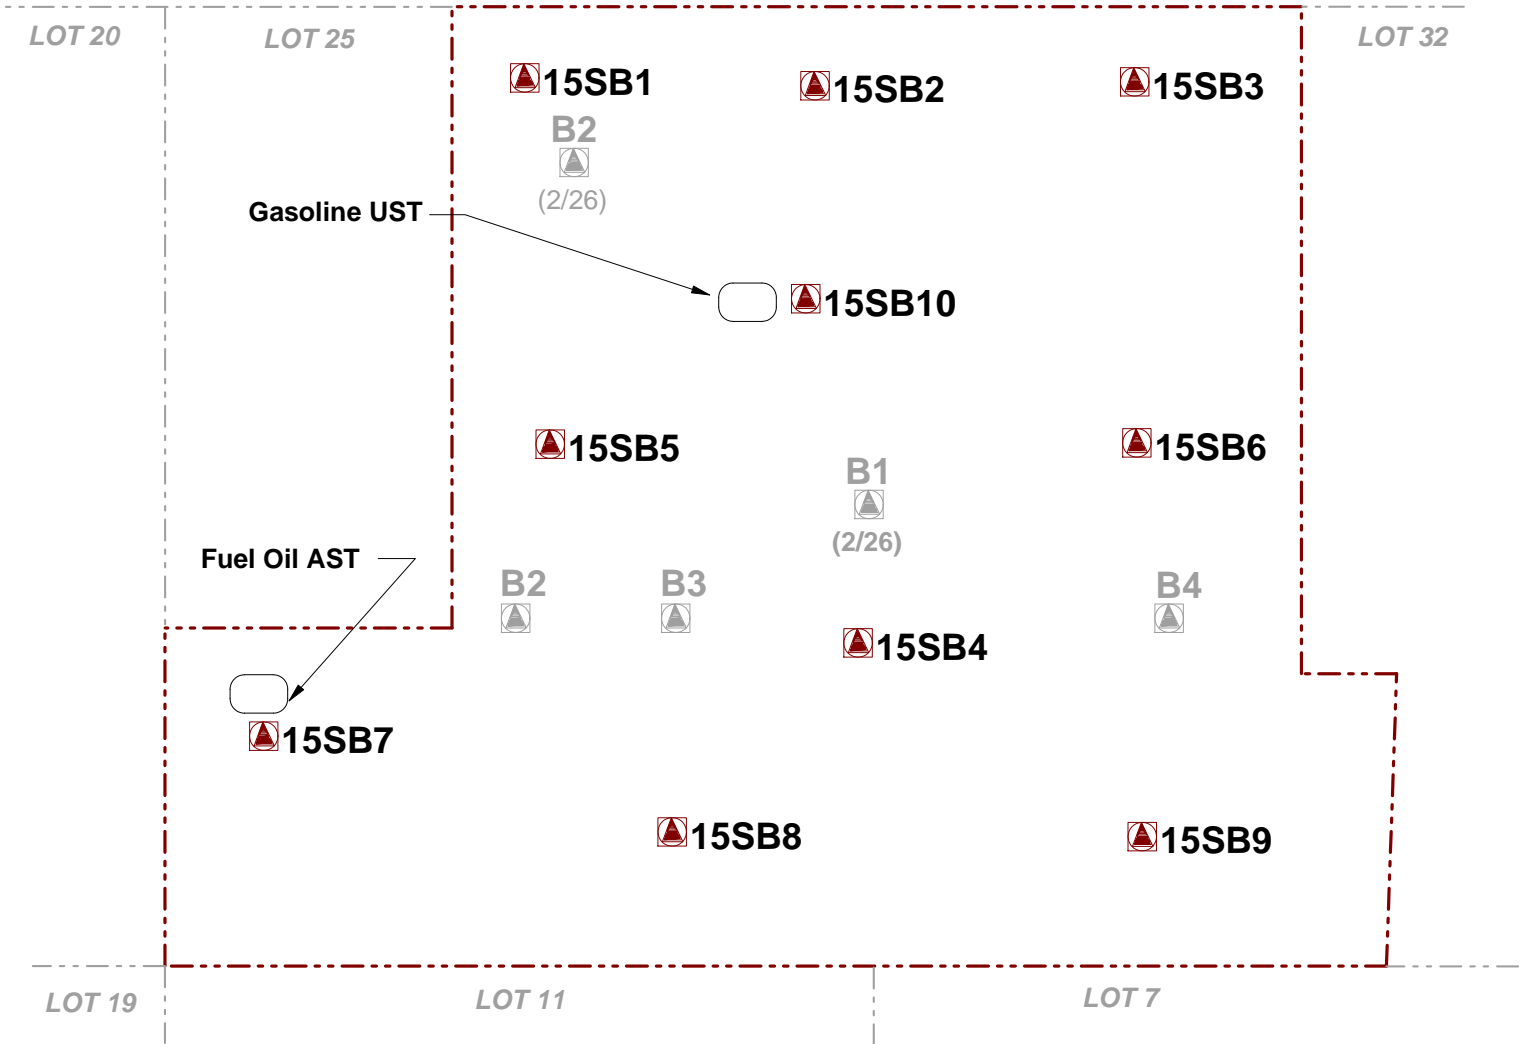 LOT 20
LOT 25
LOT 32
15SB1
15SB2
15SB3
B2
(2/26)
Gasoline UST
15SB10
15SB5
15SB6
B1
(2/26)
Fuel Oil AST
B2
B3
B4
15SB4
15SB7
15SB8
15SB9
LOT 19
LOT 11
LOT 7